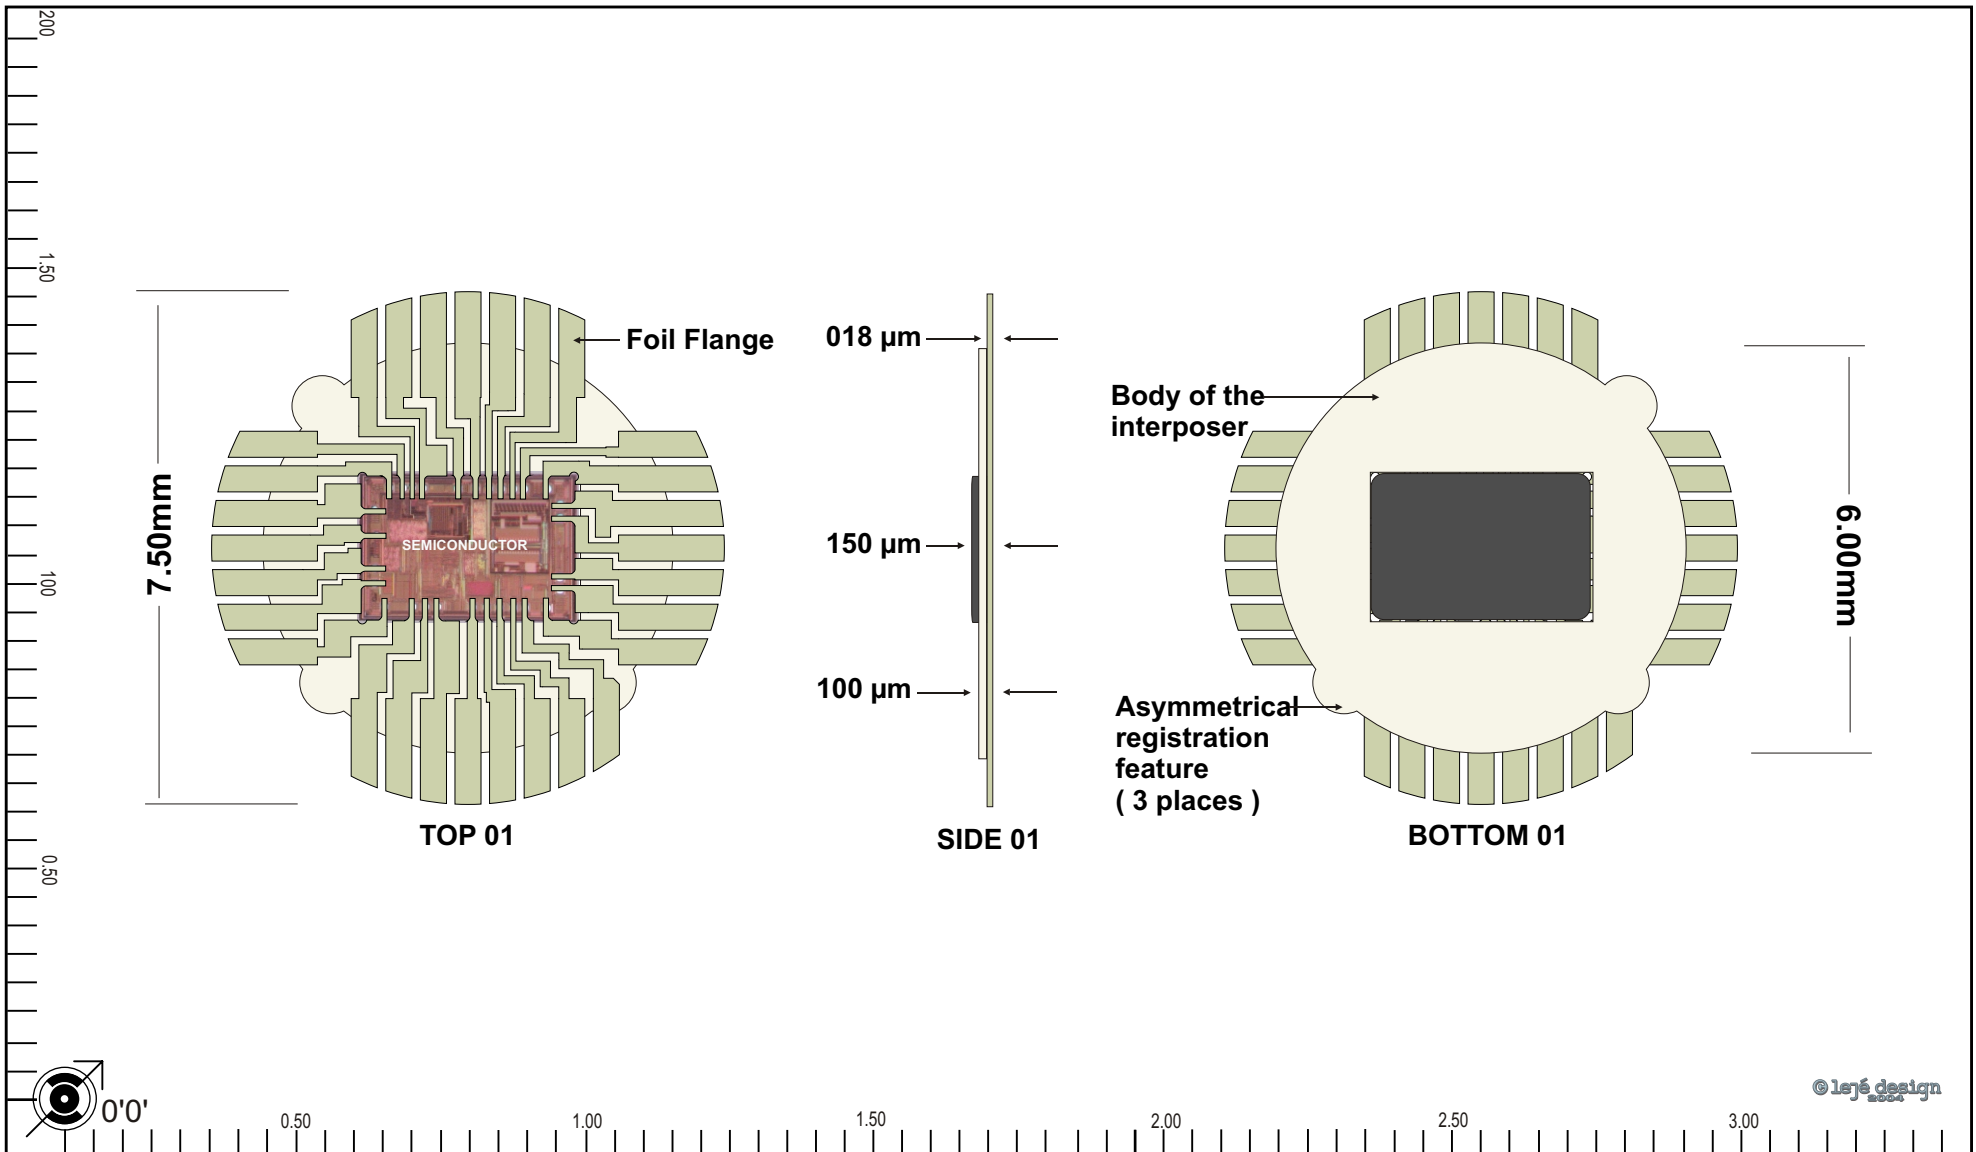 200
1.50
100
0.50
7.50mm
Foil Flange
SEMICONDUCTOR
TOP 01
018 µm
150 µm
100 µm
SIDE 01
Body of the
interposer
Asymmetrical
registration
feature
( 3 places )
BOTTOM 01
6.00mm
0'0'
0.50
1.00
1.50
2.00
2.50
3.00
© lejé design
2004